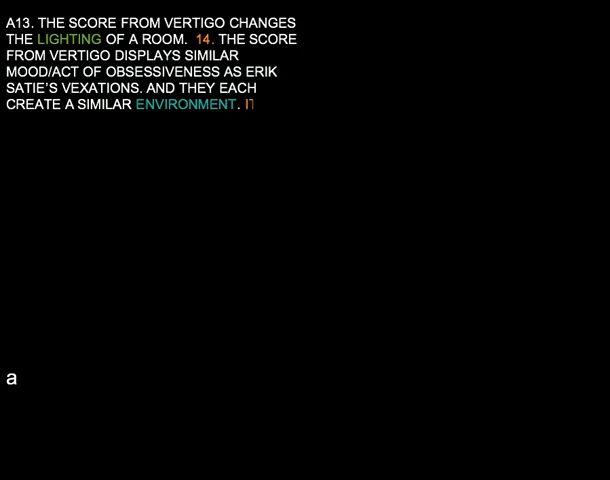 A13. THE SCORE FROM VERTIGO CHANGES
THE LIGHTING OF A ROOM.  14. THE SCORE
FROM VERTIGO DISPLAYS SIMILAR
MOOD/ACT OF OBSESSIVENESS AS ERIK
SATIE'S VEXATIONS. AND THEY EACH
CREATE A SIMILAR ENVIRONMENT. IT
a